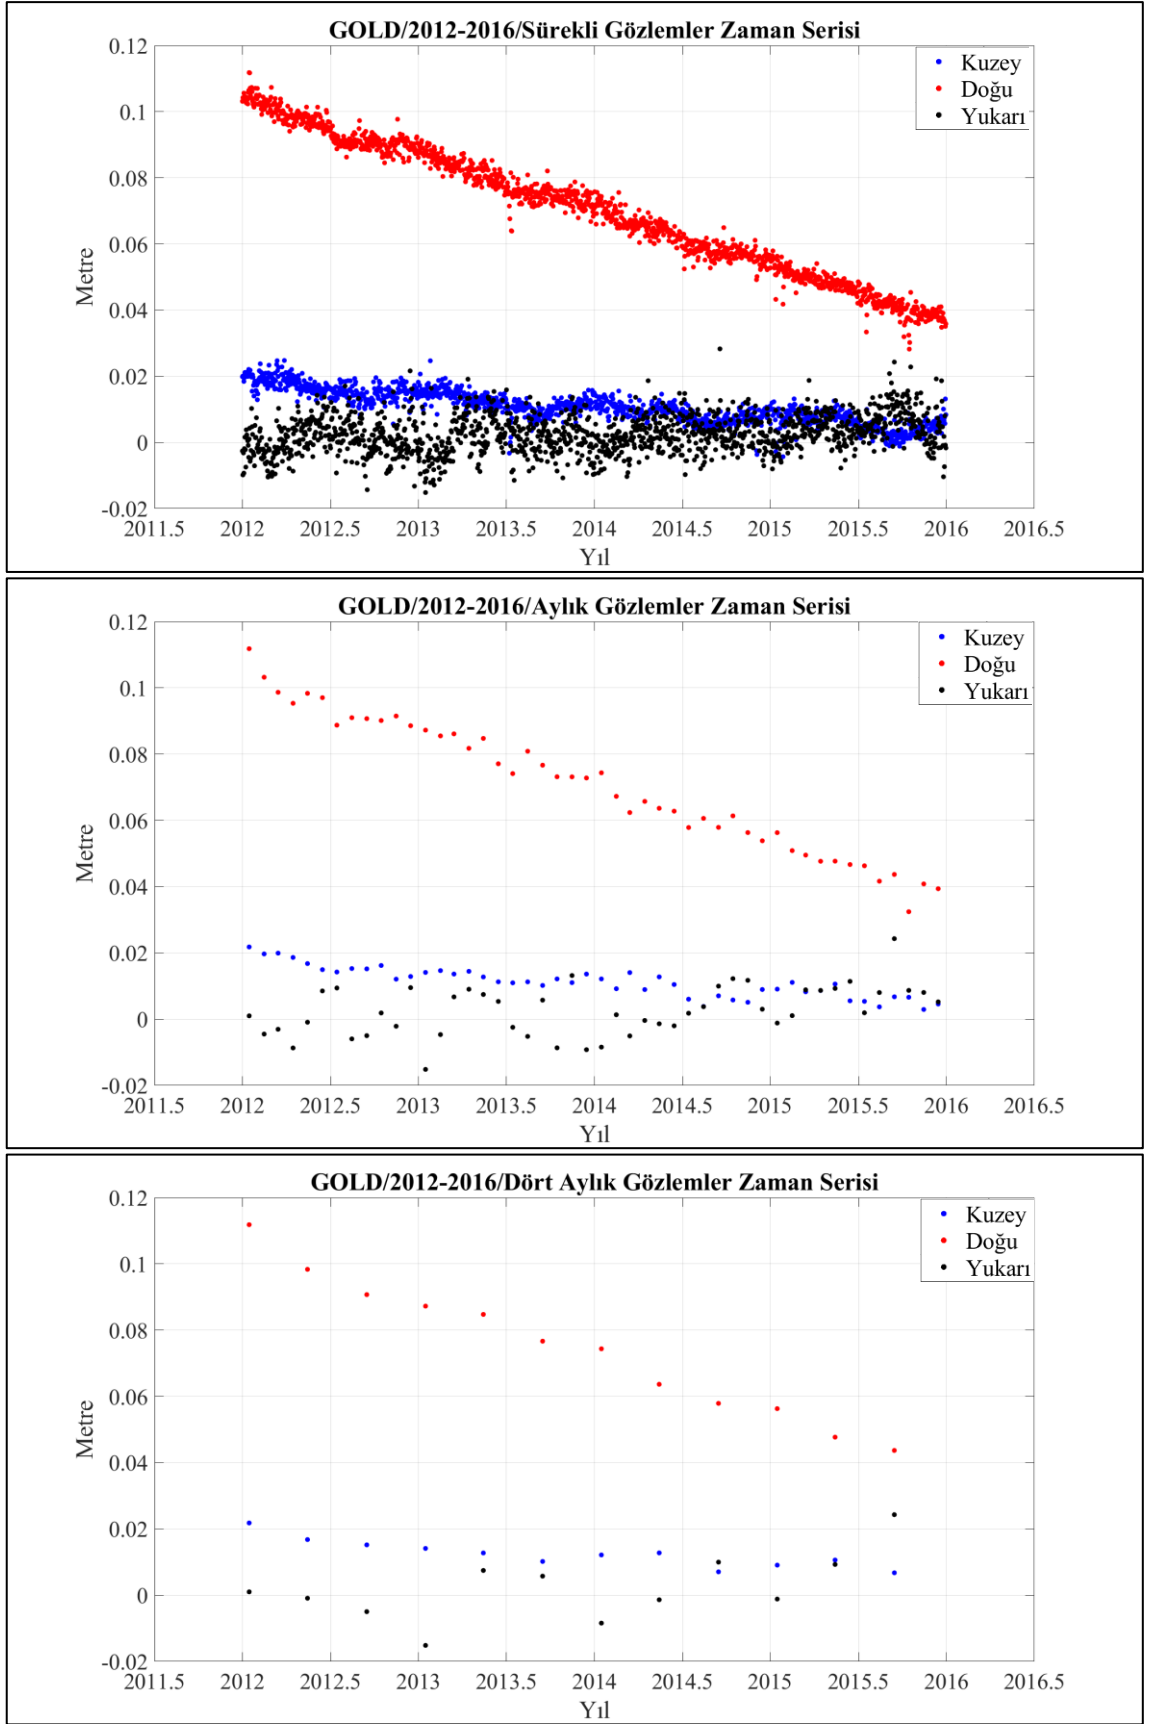 GOLD/2012-2016/Sürekli Gözlemler Zaman Serisi
0.12
0.1
0.08
0.06
0.04
0.02
0
-0.02
Metre
Kuzey
Doğu
Yukarı
2011.5 2012 2012.5 2013 2013.5 2014 2014.5 2015 2015.5 2016 2016.5
Yıl
GOLD/2012-2016/Aylık Gözlemler Zaman Serisi
0.12
0.1
0.08
0.06
0.04
0.02
0
-0.02
Metre
Kuzey
Doğu
Yukarı
2011.5 2012 2012.5 2013 2013.5 2014 2014.5 2015 2015.5 2016 2016.5
Yıl
GOLD/2012-2016/Dört Aylık Gözlemler Zaman Serisi
0.12
0.1
0.08
0.06
0.04
0.02
0
-0.02
Metre
Kuzey
Doğu
Yukarı
2011.5 2012 2012.5 2013 2013.5 2014 2014.5 2015 2015.5 2016 2016.5
Yıl